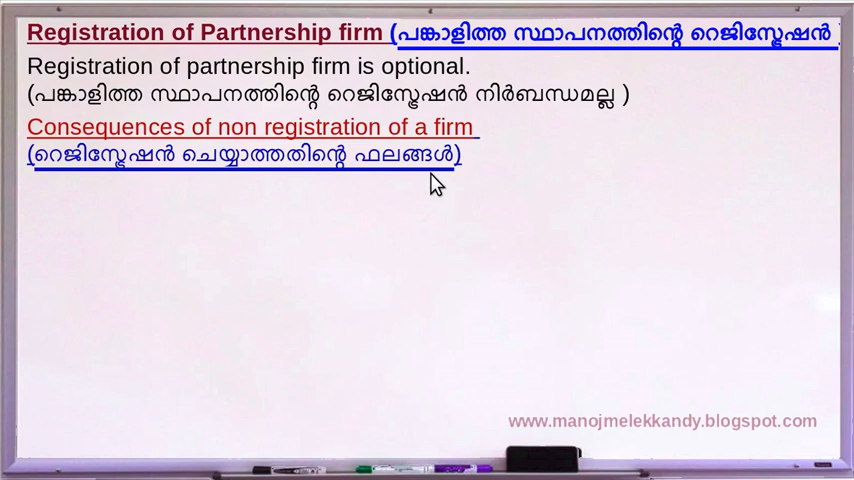 Registration of Partnership firm (പങ്കാളിത്ത സ്ഥാപനത്തിന്റെ റെജിസ്ട്രേഷൻ )
Registration of partnership firm is optional.
(പങ്കാളിത്ത സ്ഥാപനത്തിന്റെ റെജിസ്ട്രേഷൻ നിർബന്ധമല്ല )
Consequences of non registration of a firm
(റെജിസ്ട്രേഷൻ ചെയ്യാത്തതിന്റെ ഫലങ്ങൾ)
www.manojmelekkandy.blogspot.com